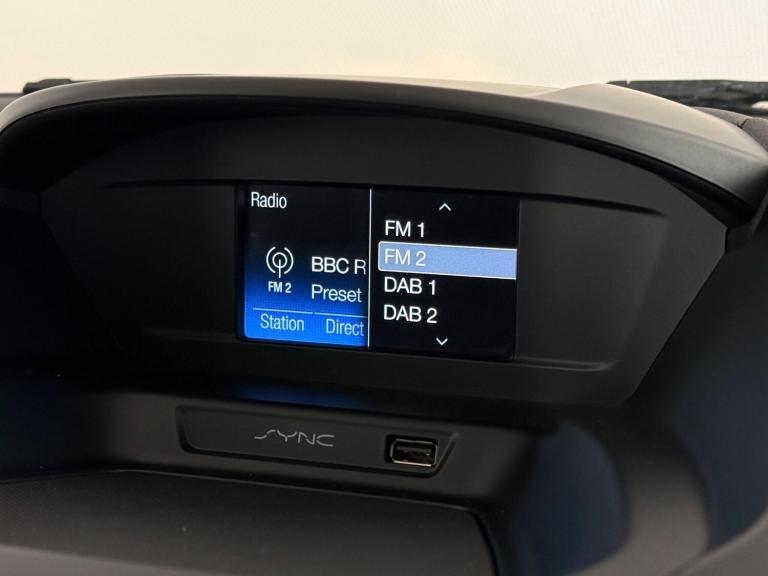 Radio
FM 2
BBC R
Preset
Station Direct
FM 1
FM 2
DAB 1
DAB 2
SYNC